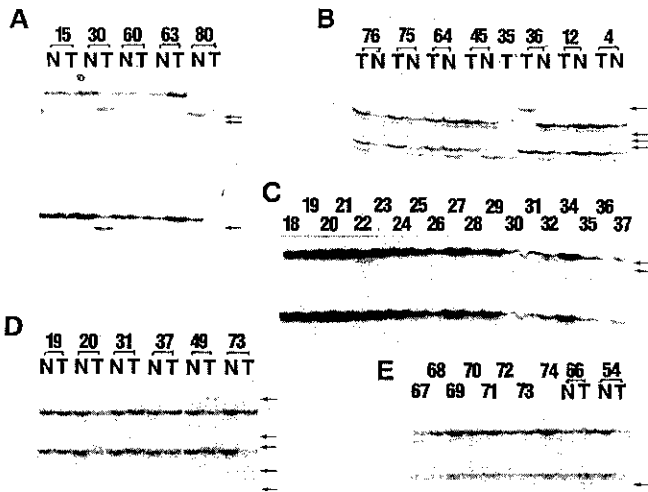 A
15 30 60 63 80
N T N T N T N T N T
B
76 75 64 45 35 36 12 4
T N T N T N T N T T N T N T N
C
19 21 23 25 27 29 31 34 36
18 20 22 24 26 28 30 32 35 37
D
19 20 31 37 49 73
N T N T N T N T N T N T
E
68 70 72 74 66 54
67 69 71 73 N T N T